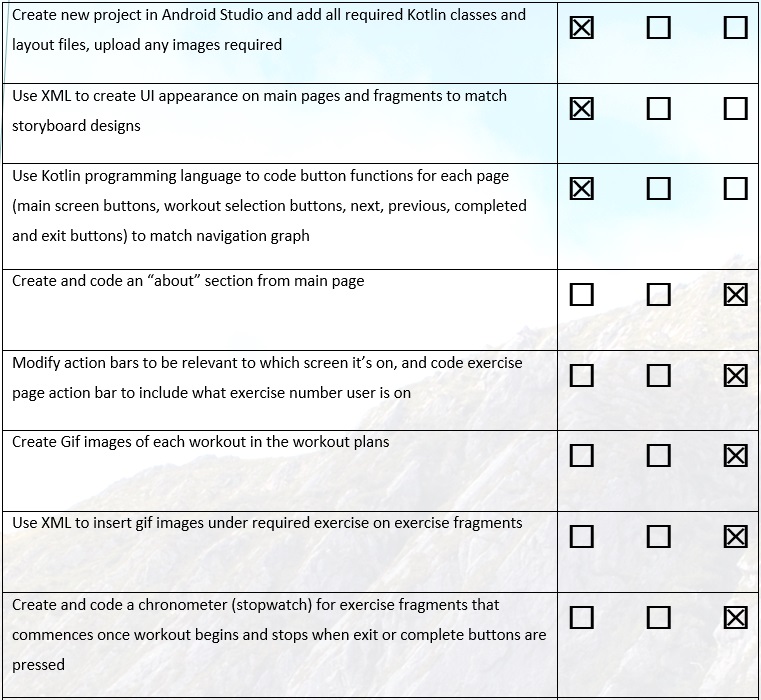 Create new project in Android Studio and add all required Kotlin classes and
layout files, upload any images required
Use XML to create UI appearance on main pages and fragments to match
storyboard designs
Use Kotlin programming language to code button functions for each page
(main screen buttons, workout selection buttons, next, previous, completed
and exit buttons) to match navigation graph
Create and code an “about” section from main page
Modify action bars to be relevant to which screen it’s on, and code exercise
page action bar to include what exercise number user is on
Create Gif images of each workout in the workout plans
Use XML to insert gif images under required exercise on exercise fragments
Create and code a chronometer (stopwatch) for exercise fragments that
commences once workout begins and stops when exit or complete buttons are
pressed